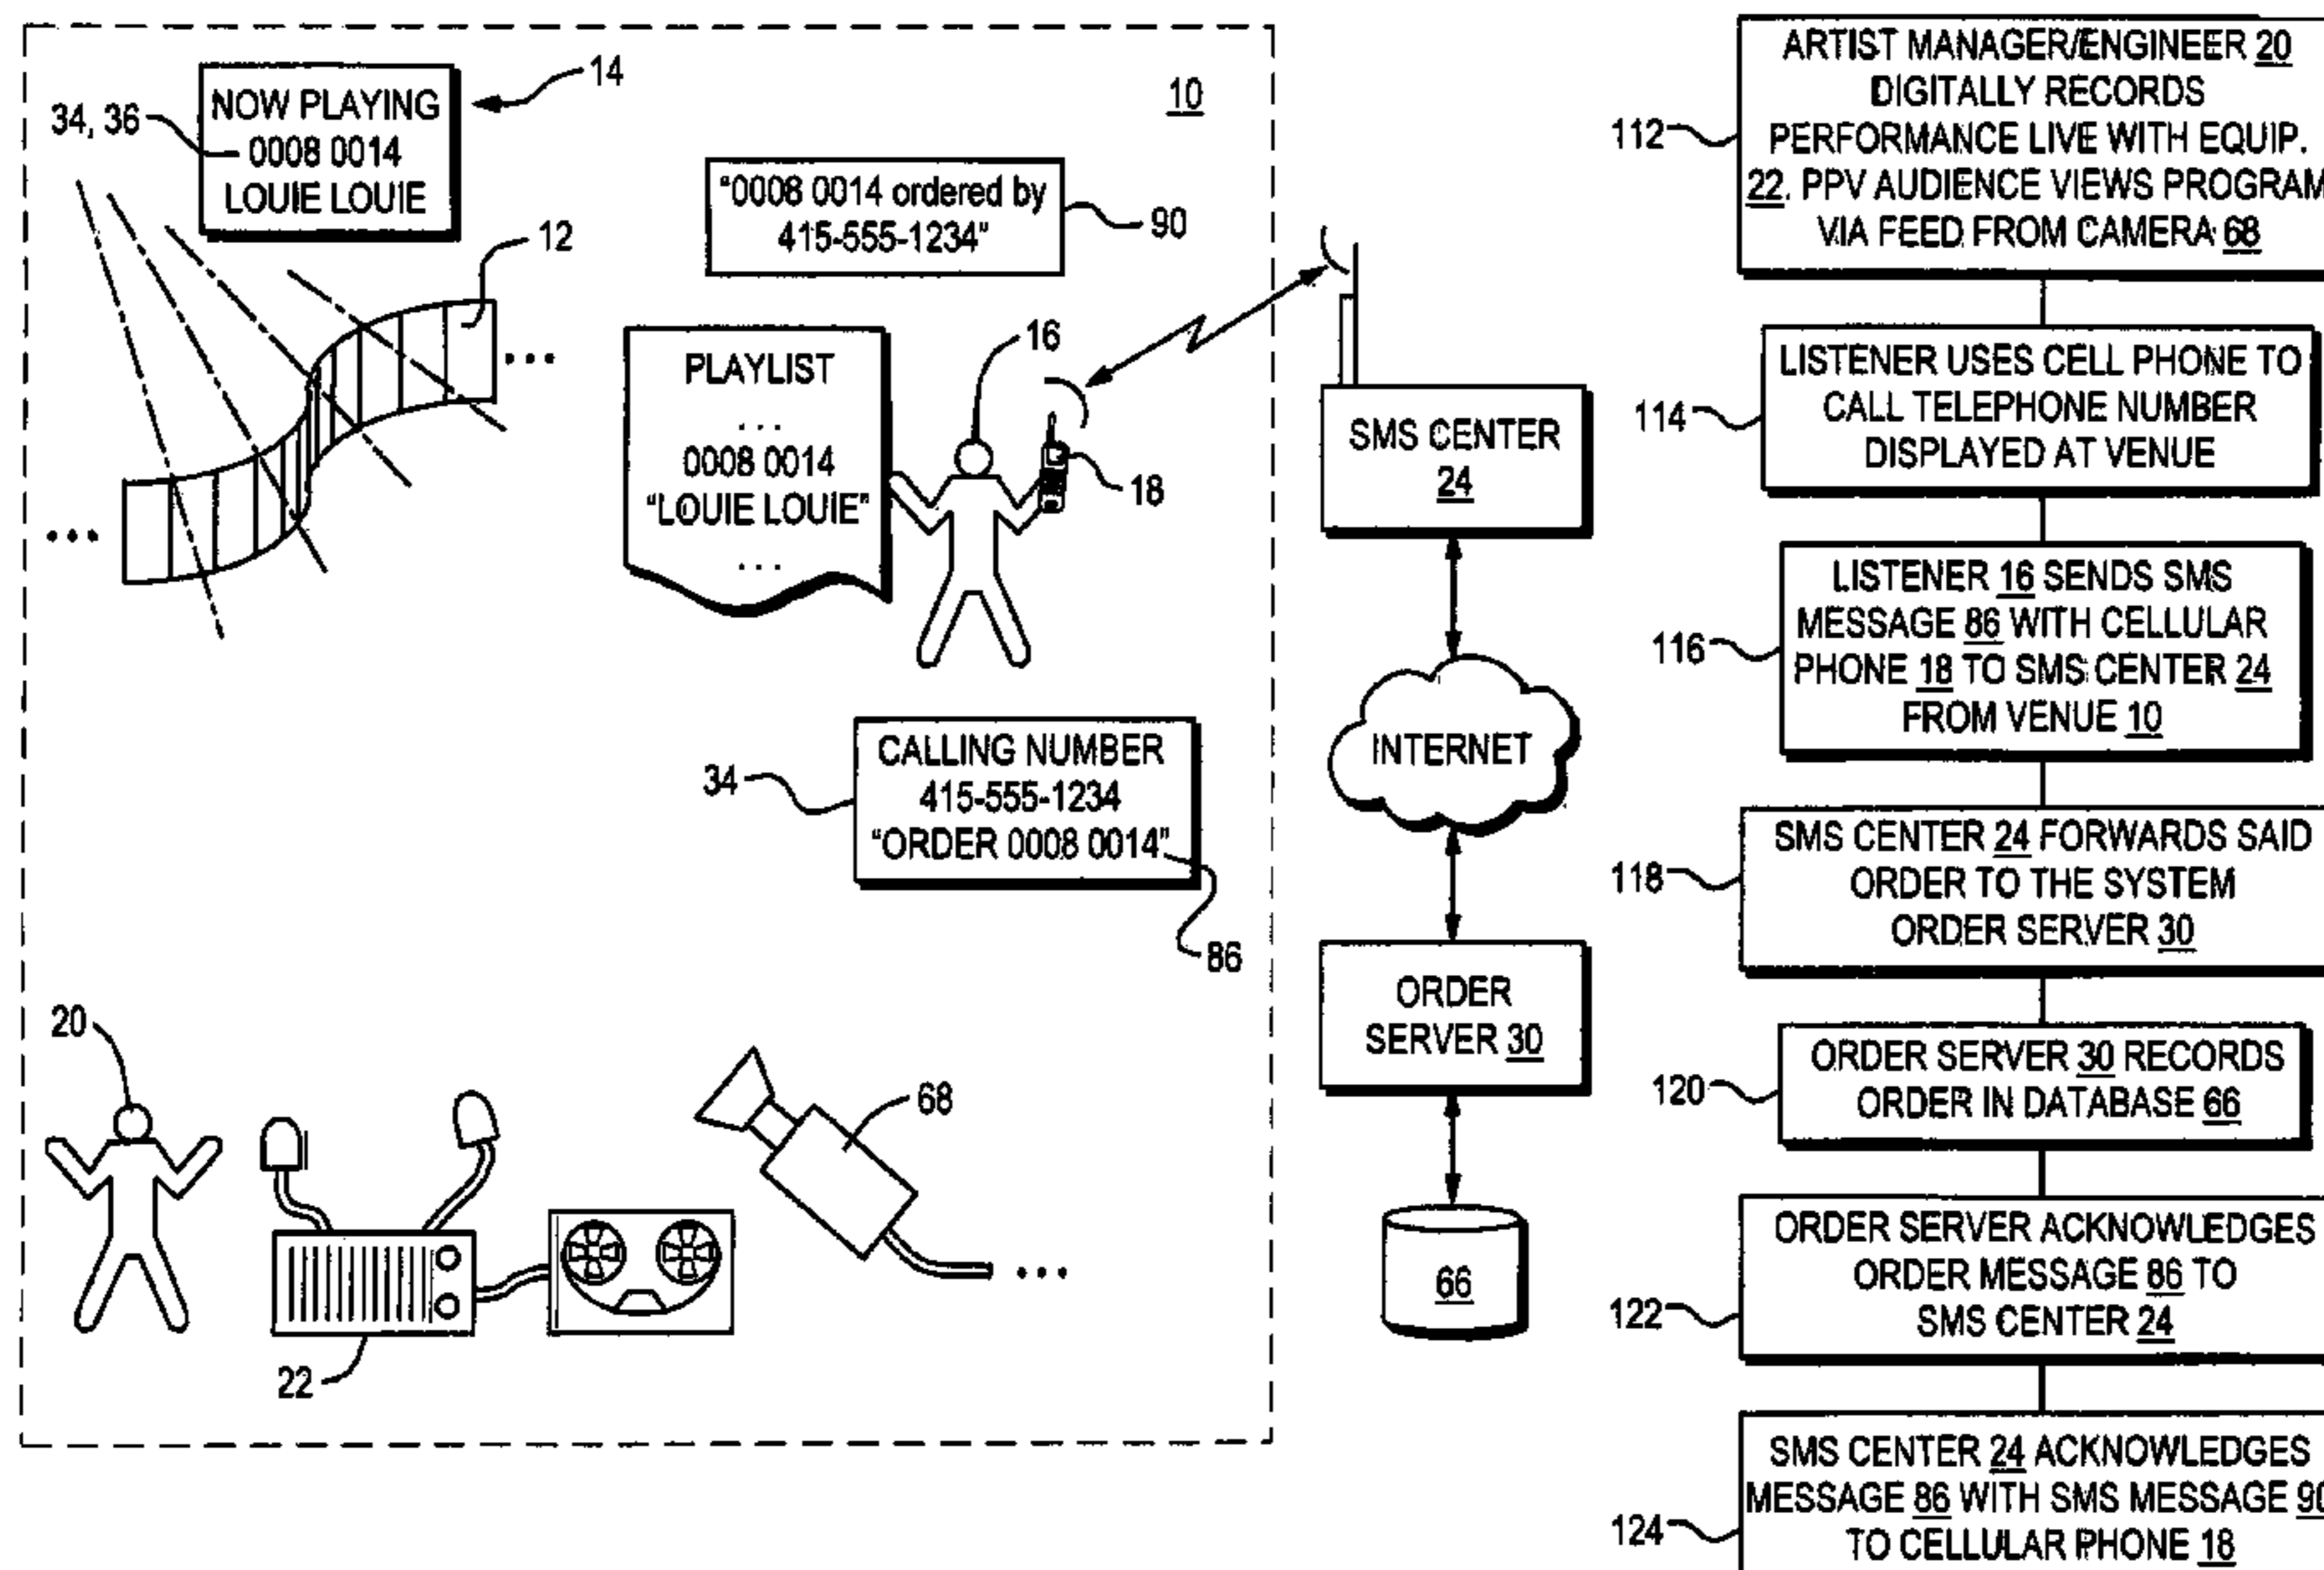 14
NOW PLAYING
34, 36
0008 0014
LOUIE LOUIE
10
"0008 0014 ordered by
415-555-1234"
90
12
PLAYLIST
...
0008 0014
"LOUIE LOUIE"
...
16
18
CALLING NUMBER
415-555-1234
"ORDER 0008 0014"
34
86
20
22
68
SMS CENTER
24
INTERNET
ORDER
SERVER 30
66
112
ARTIST MANAGER/ENGINEER 20
DIGITALLY RECORDS
PERFORMANCE LIVE WITH EQUIP.
22. PPV AUDIENCE VIEWS PROGRAM
VIA FEED FROM CAMERA 68
114
LISTENER USES CELL PHONE TO
CALL TELEPHONE NUMBER
DISPLAYED AT VENUE
116
LISTENER 16 SENDS SMS
MESSAGE 86 WITH CELLULAR
PHONE 18 TO SMS CENTER 24
FROM VENUE 10
118
SMS CENTER 24 FORWARDS SAID
ORDER TO THE SYSTEM
ORDER SERVER 30
120
ORDER SERVER 30 RECORDS
ORDER IN DATABASE 66
122
ORDER SERVER ACKNOWLEDGES
ORDER MESSAGE 86 TO
SMS CENTER 24
124
SMS CENTER 24 ACKNOWLEDGES
MESSAGE 86 WITH SMS MESSAGE 90
TO CELLULAR PHONE 18